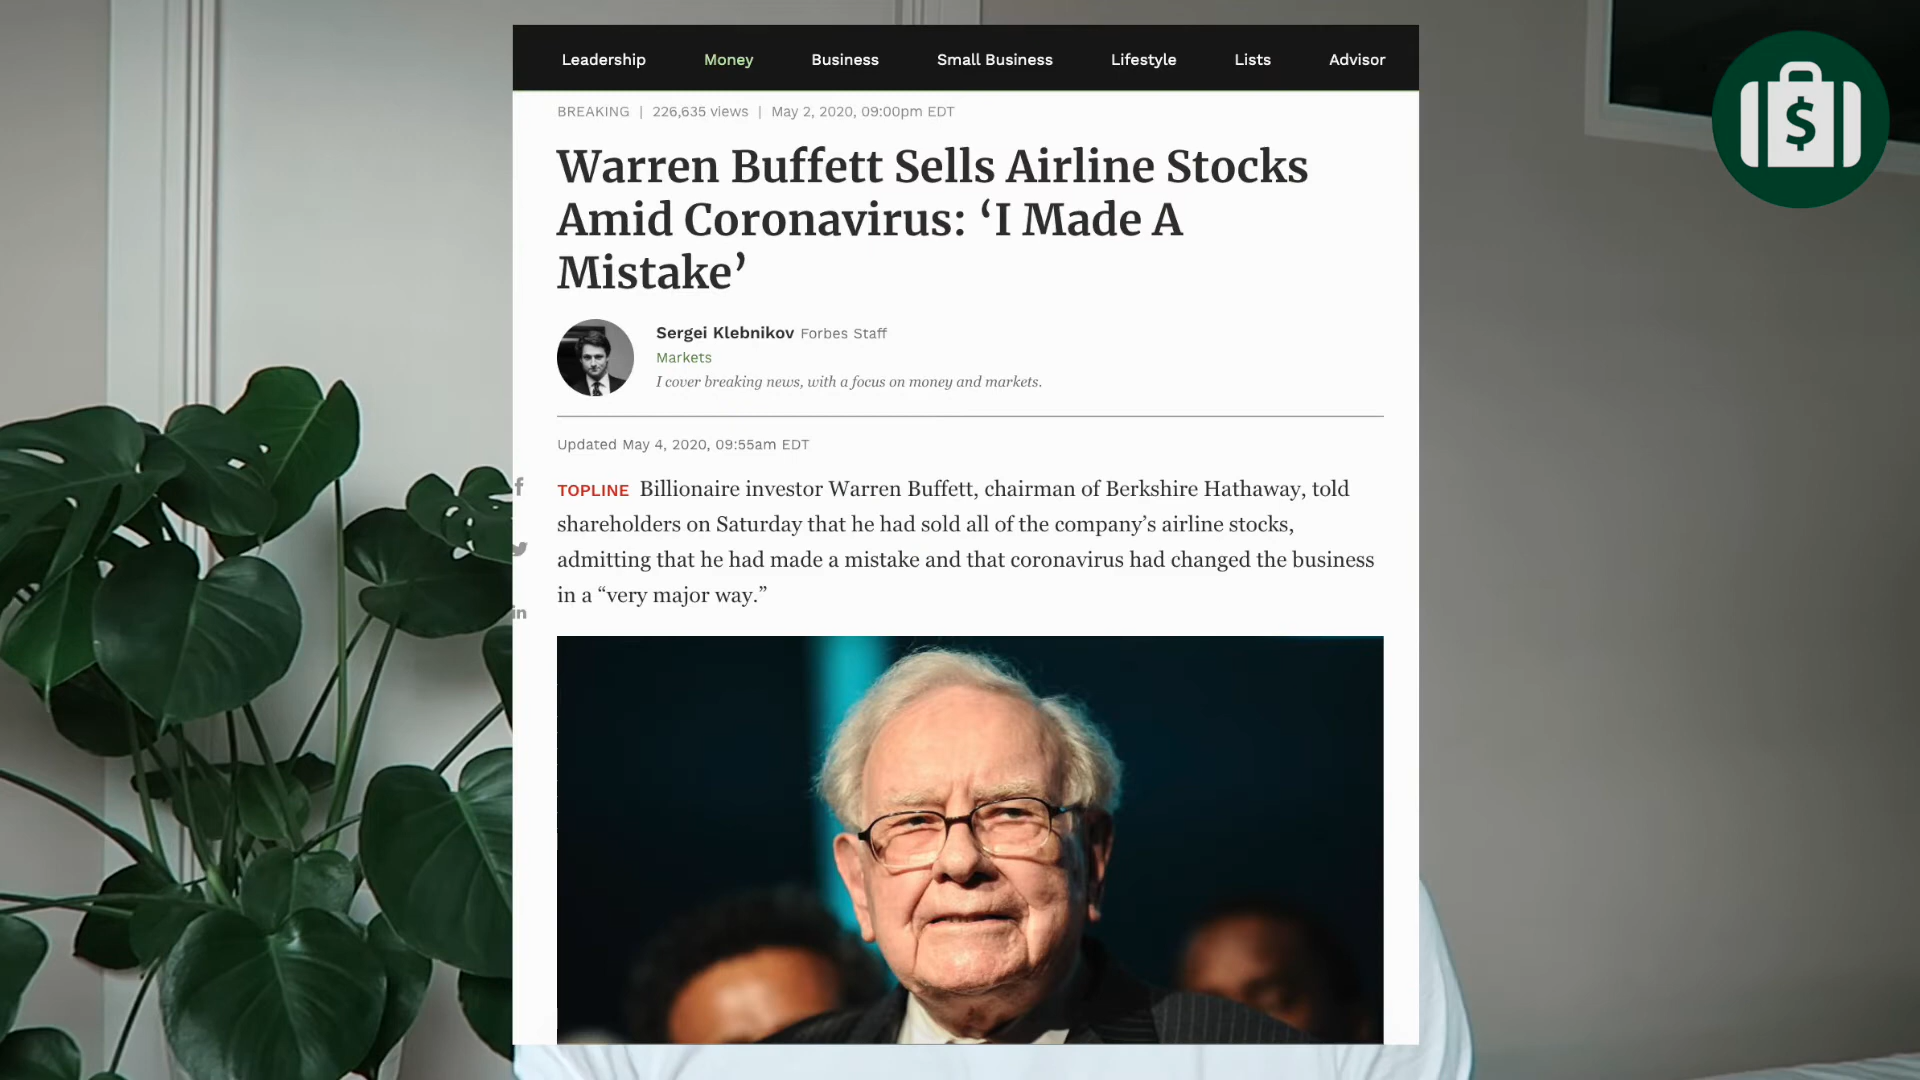 Leadership Money Business Small Business Lifestyle Lists Advisor
BREAKING | 226,635 views | May 2, 2020, 09:00pm EDT
Warren Buffett Sells Airline Stocks
Amid Coronavirus: ‘I Made A
Mistake’
Sergei Klebnikov Forbes Staff
Markets
I cover breaking news, with a focus on money and markets.
Updated May 4, 2020, 09:55am EDT
TOPLINE Billionaire investor Warren Buffett, chairman of Berkshire Hathaway, told
shareholders on Saturday that he had sold all of the company’s airline stocks,
admitting that he had made a mistake and that coronavirus had changed the business
in a “very major way.”
$